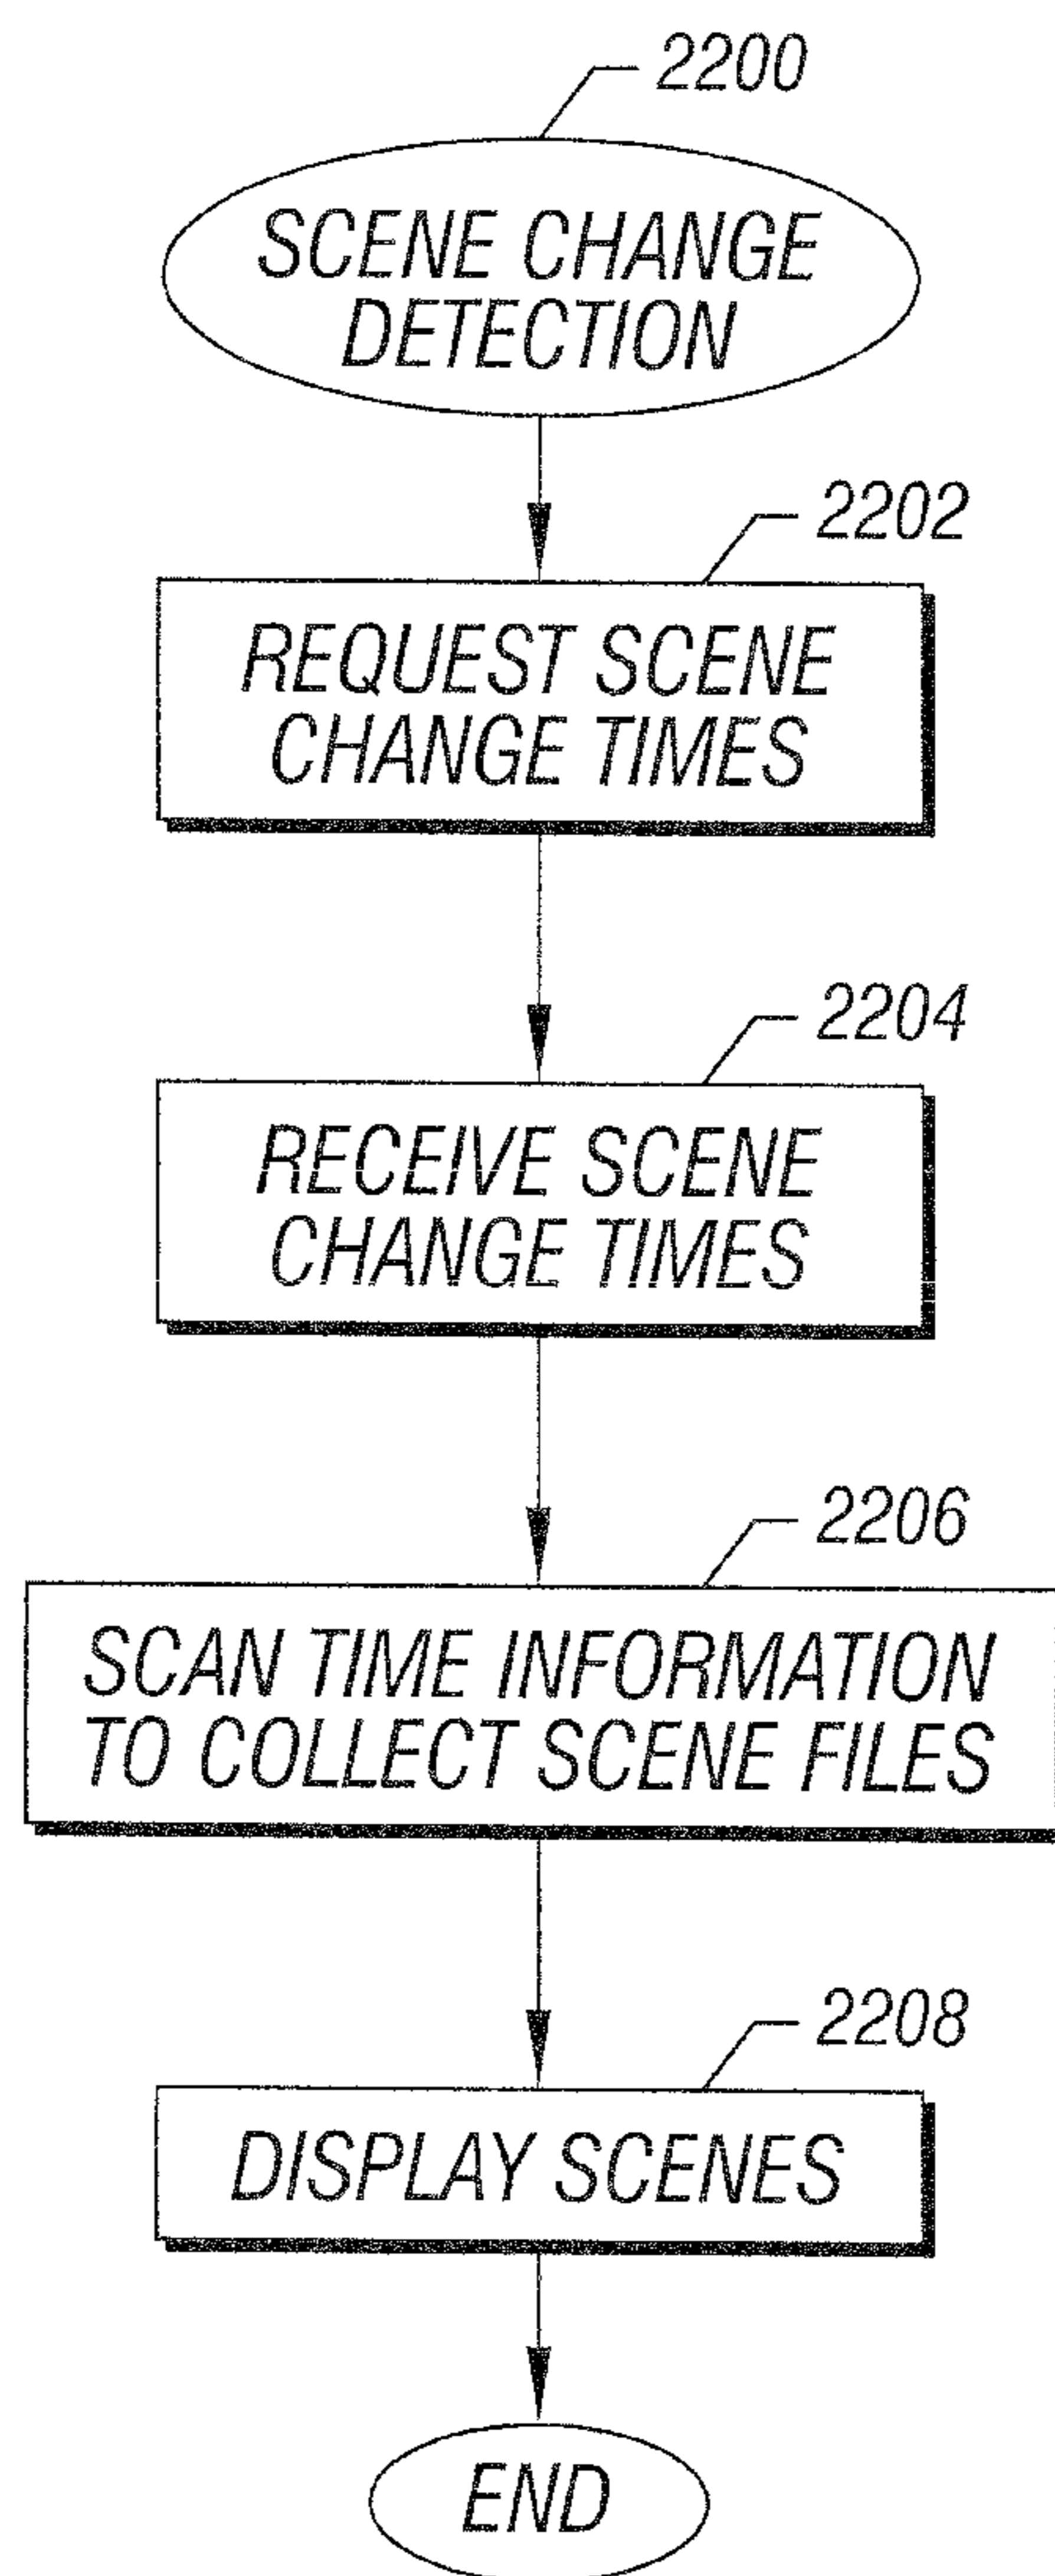 2200
SCENE CHANGE
DETECTION
2202
REQUEST SCENE
CHANGE TIMES
2204
RECEIVE SCENE
CHANGE TIMES
2206
SCAN TIME INFORMATION
TO COLLECT SCENE FILES
2208
DISPLAY SCENES
END